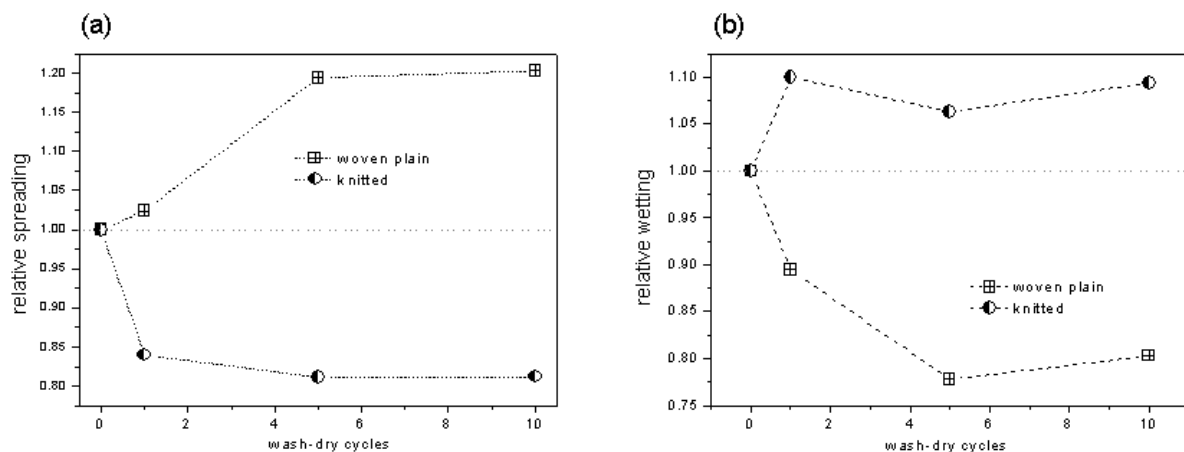 (a)
relative spreading
1.20
1.15
1.10
1.05
1.00
0.95
0.90
0.85
0.80
woven plain
knitted
0 2 4 6 8 10
wash-dry cycles
(b)
relative wetting
1.10
1.05
1.00
0.95
0.90
0.85
0.80
0.75
woven plain
knitted
0 2 4 6 8 10
wash-dry cycles